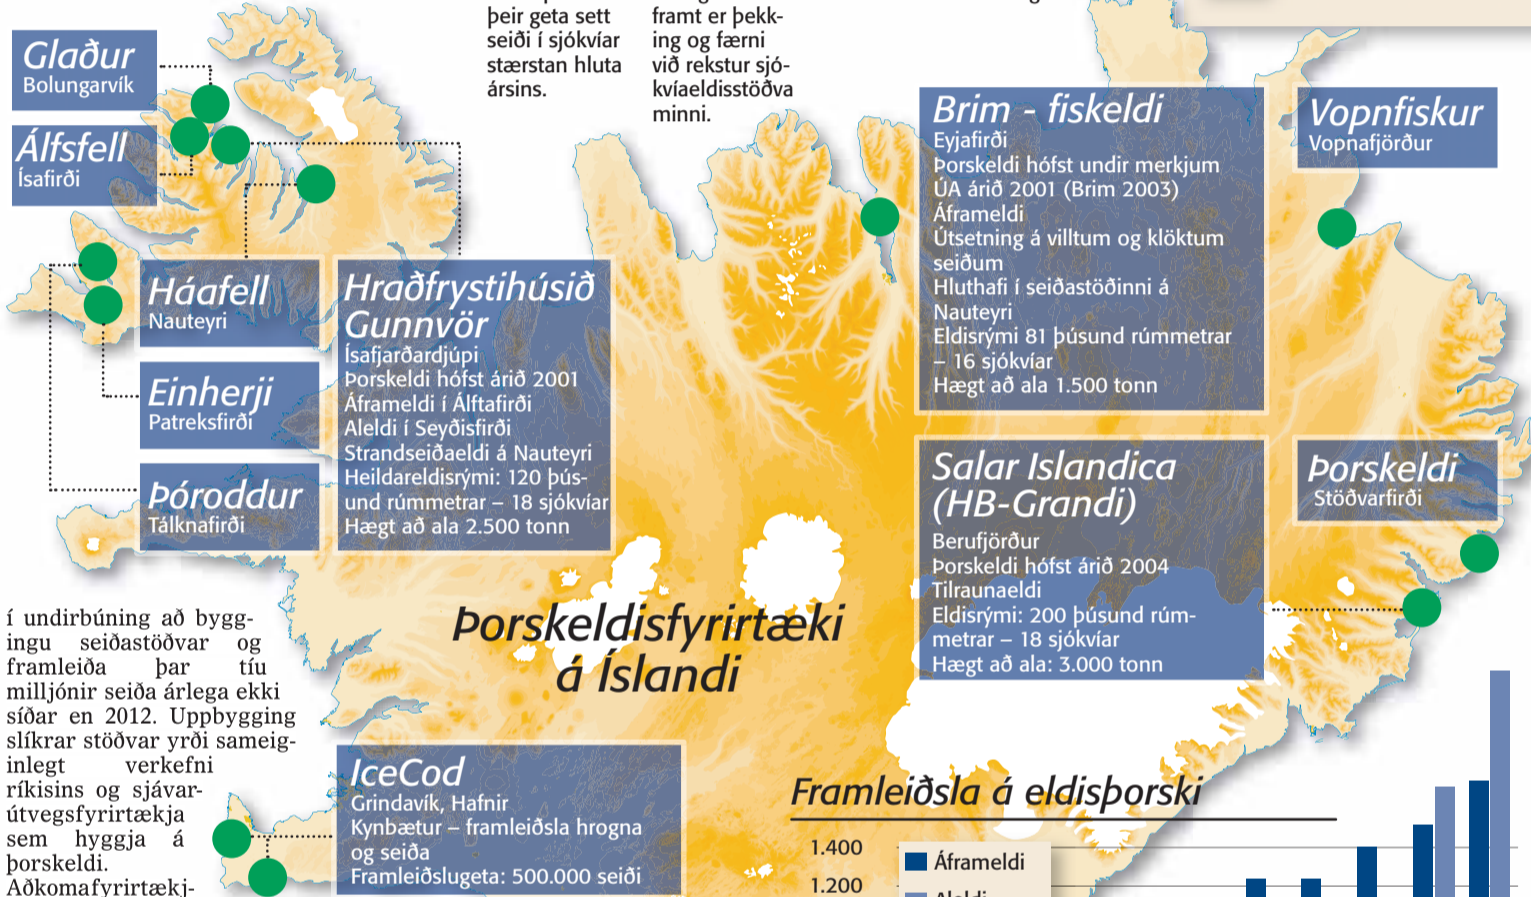 þeir geta sett
seiði í sjókvíar
stærstan hluta
ársins.
framt er þekk-
ing og færni
við rekstur sjó-
kvíaeldisstöðva
minni.
Glaður
Bolungarvík
Álfsfell
Ísafirði
Háafell
Nauteyri
Einherji
Patreksfirði
Þóroddur
Tálknafirði
Hraðfrystihúsið
Gunnvör
Ísafjarðardjúpi
Þorskeldi hófst árið 2001
Áframeldi í Álftafirði
Aleldi í Seyðisfirði
Strandseiðaeldi á Nauteyri
Heildareldisrými: 120 þús-
und rúmmetrar – 18 sjókvíar
Hægt að ala 2.500 tonn
Brim - fiskeldi
Eyjafirði
Þorskeldi hófst undir merkjum
ÚA árið 2001 (Brim 2003)
Áframeldi
Útsetning á villtum og klöktum
seiðum
Hluthafi í seiðastöðinni á
Nauteyri
Eldisrými 81 þúsund rúmmetrar
– 16 sjókvíar
Hægt að ala 1.500 tonn
Vopnfiskur
Vopnafjörður
Salar Islandica
(HB-Grandi)
Berufjörður
Þorskeldi hófst árið 2004
Tilraunaeldi
Eldisrými: 200 þúsund rúm-
metrar – 18 sjókvíar
Hægt að ala: 3.000 tonn
Þorskeldi
Stöðvarfirði
Þorskeldisfyrirtæki
á Íslandi
í undirbúning að bygg-
ingu seiðastöðvar og
framleiða þar tíu
milljónir seiða árlega ekki
síðar en 2012. Uppbygging
slíkrar stöðvar yrði sameig-
inlegt verkefni
ríkisins og sjávar-
útvegsfyrirtækja
sem hyggja á
þorskeldi.
Aðkoma fyrirtækj-
IceCod
Grindavík, Hafnir
Kynbætur – framleiðsla hrogna
og seiða
Framleiðslugeta: 500.000 seiði
Framleiðsla á eldisþorski
1.400
1.200
Áframeldi